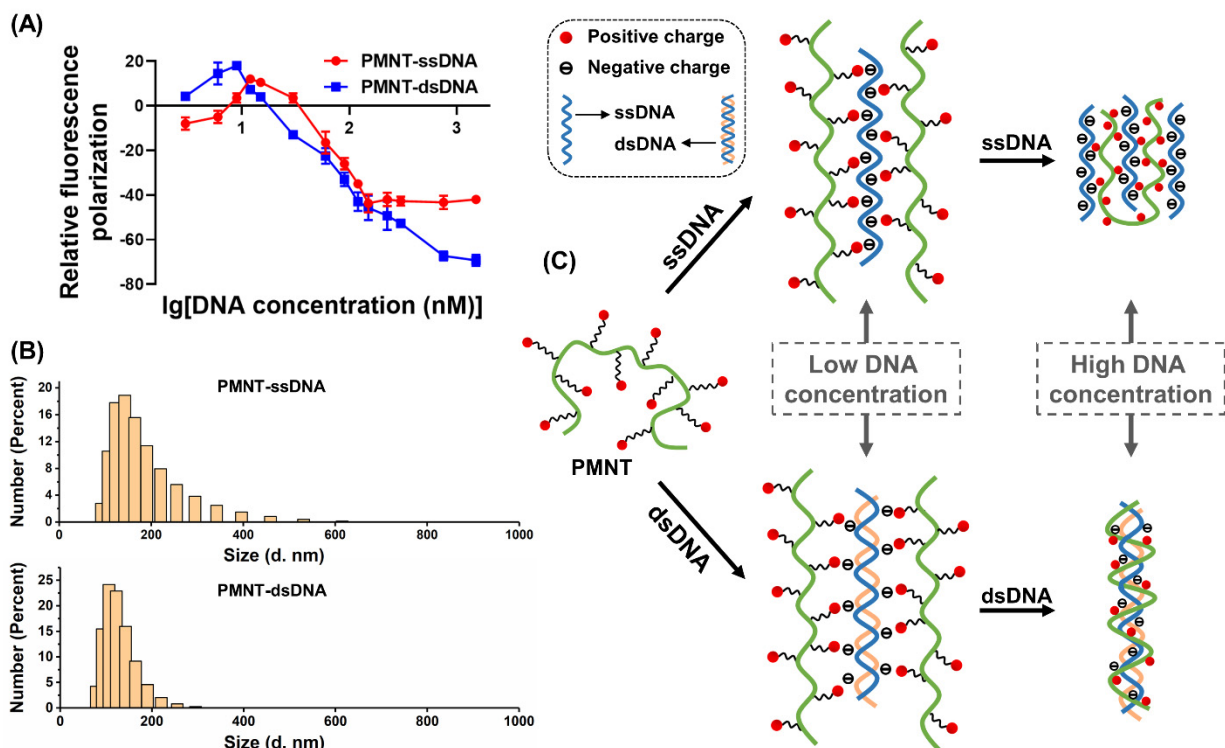 (A)
Relative fluorescence
polarization
20
0
-20
-40
-60
-80
1
2
3
PMNT-ssDNA
PMNT-dsDNA
lg[DNA concentration (nM)]
(B)
Number (Percent)
20
16
12
8
4
0
PMNT-ssDNA
0 200 400 600 800 1000
Size (d. nm)
Number (Percent)
25
20
15
10
5
0
PMNT-dsDNA
0 200 400 600 800 1000
Size (d. nm)
(C)
Positive charge
Negative charge
ssDNA
dsDNA
PMNT
ssDNA
dsDNA
ssDNA
dsDNA
Low DNA
concentration
High DNA
concentration